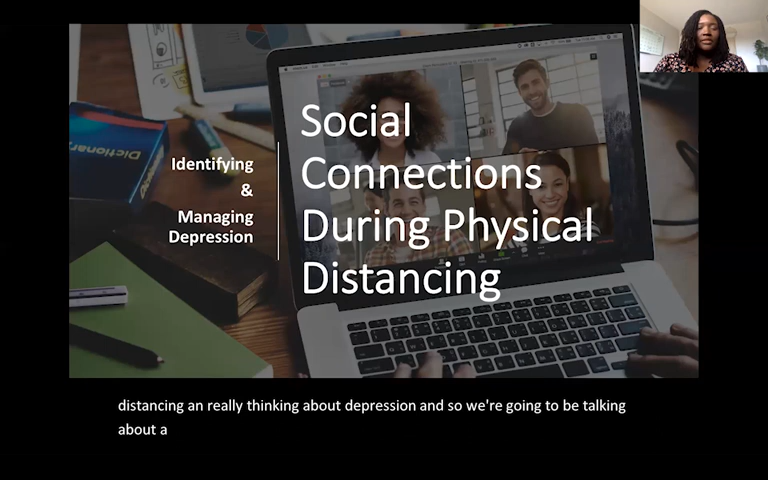 Identifying
&
Managing
Depression
Social
Connections
During Physical
Distancing
Dictionary
distancing an really thinking about depression and so we're going to be talking
about a